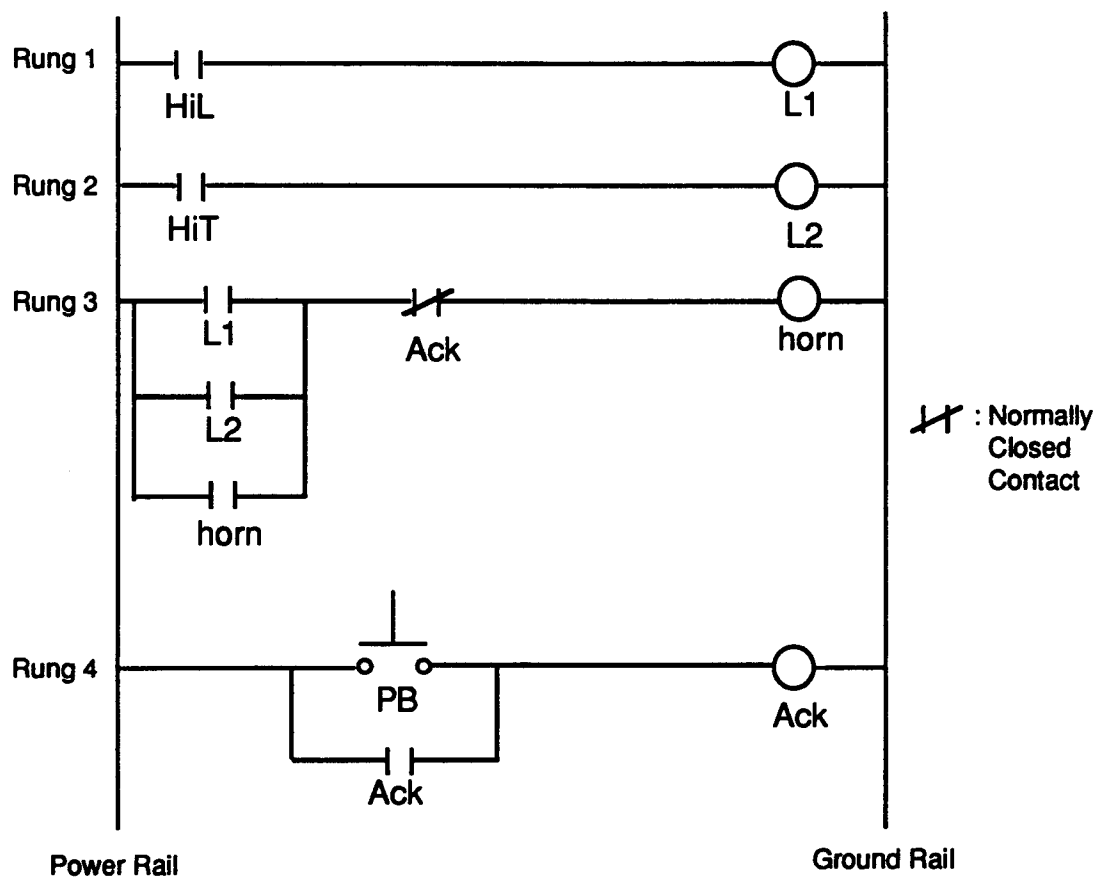 Rung 1
HiL
L1
Rung 2
HiT
L2
Rung 3
L1
Ack
horn
L2
horn
: Normally
Closed
Contact
Rung 4
PB
Ack
Ack
Power Rail
Ground Rail